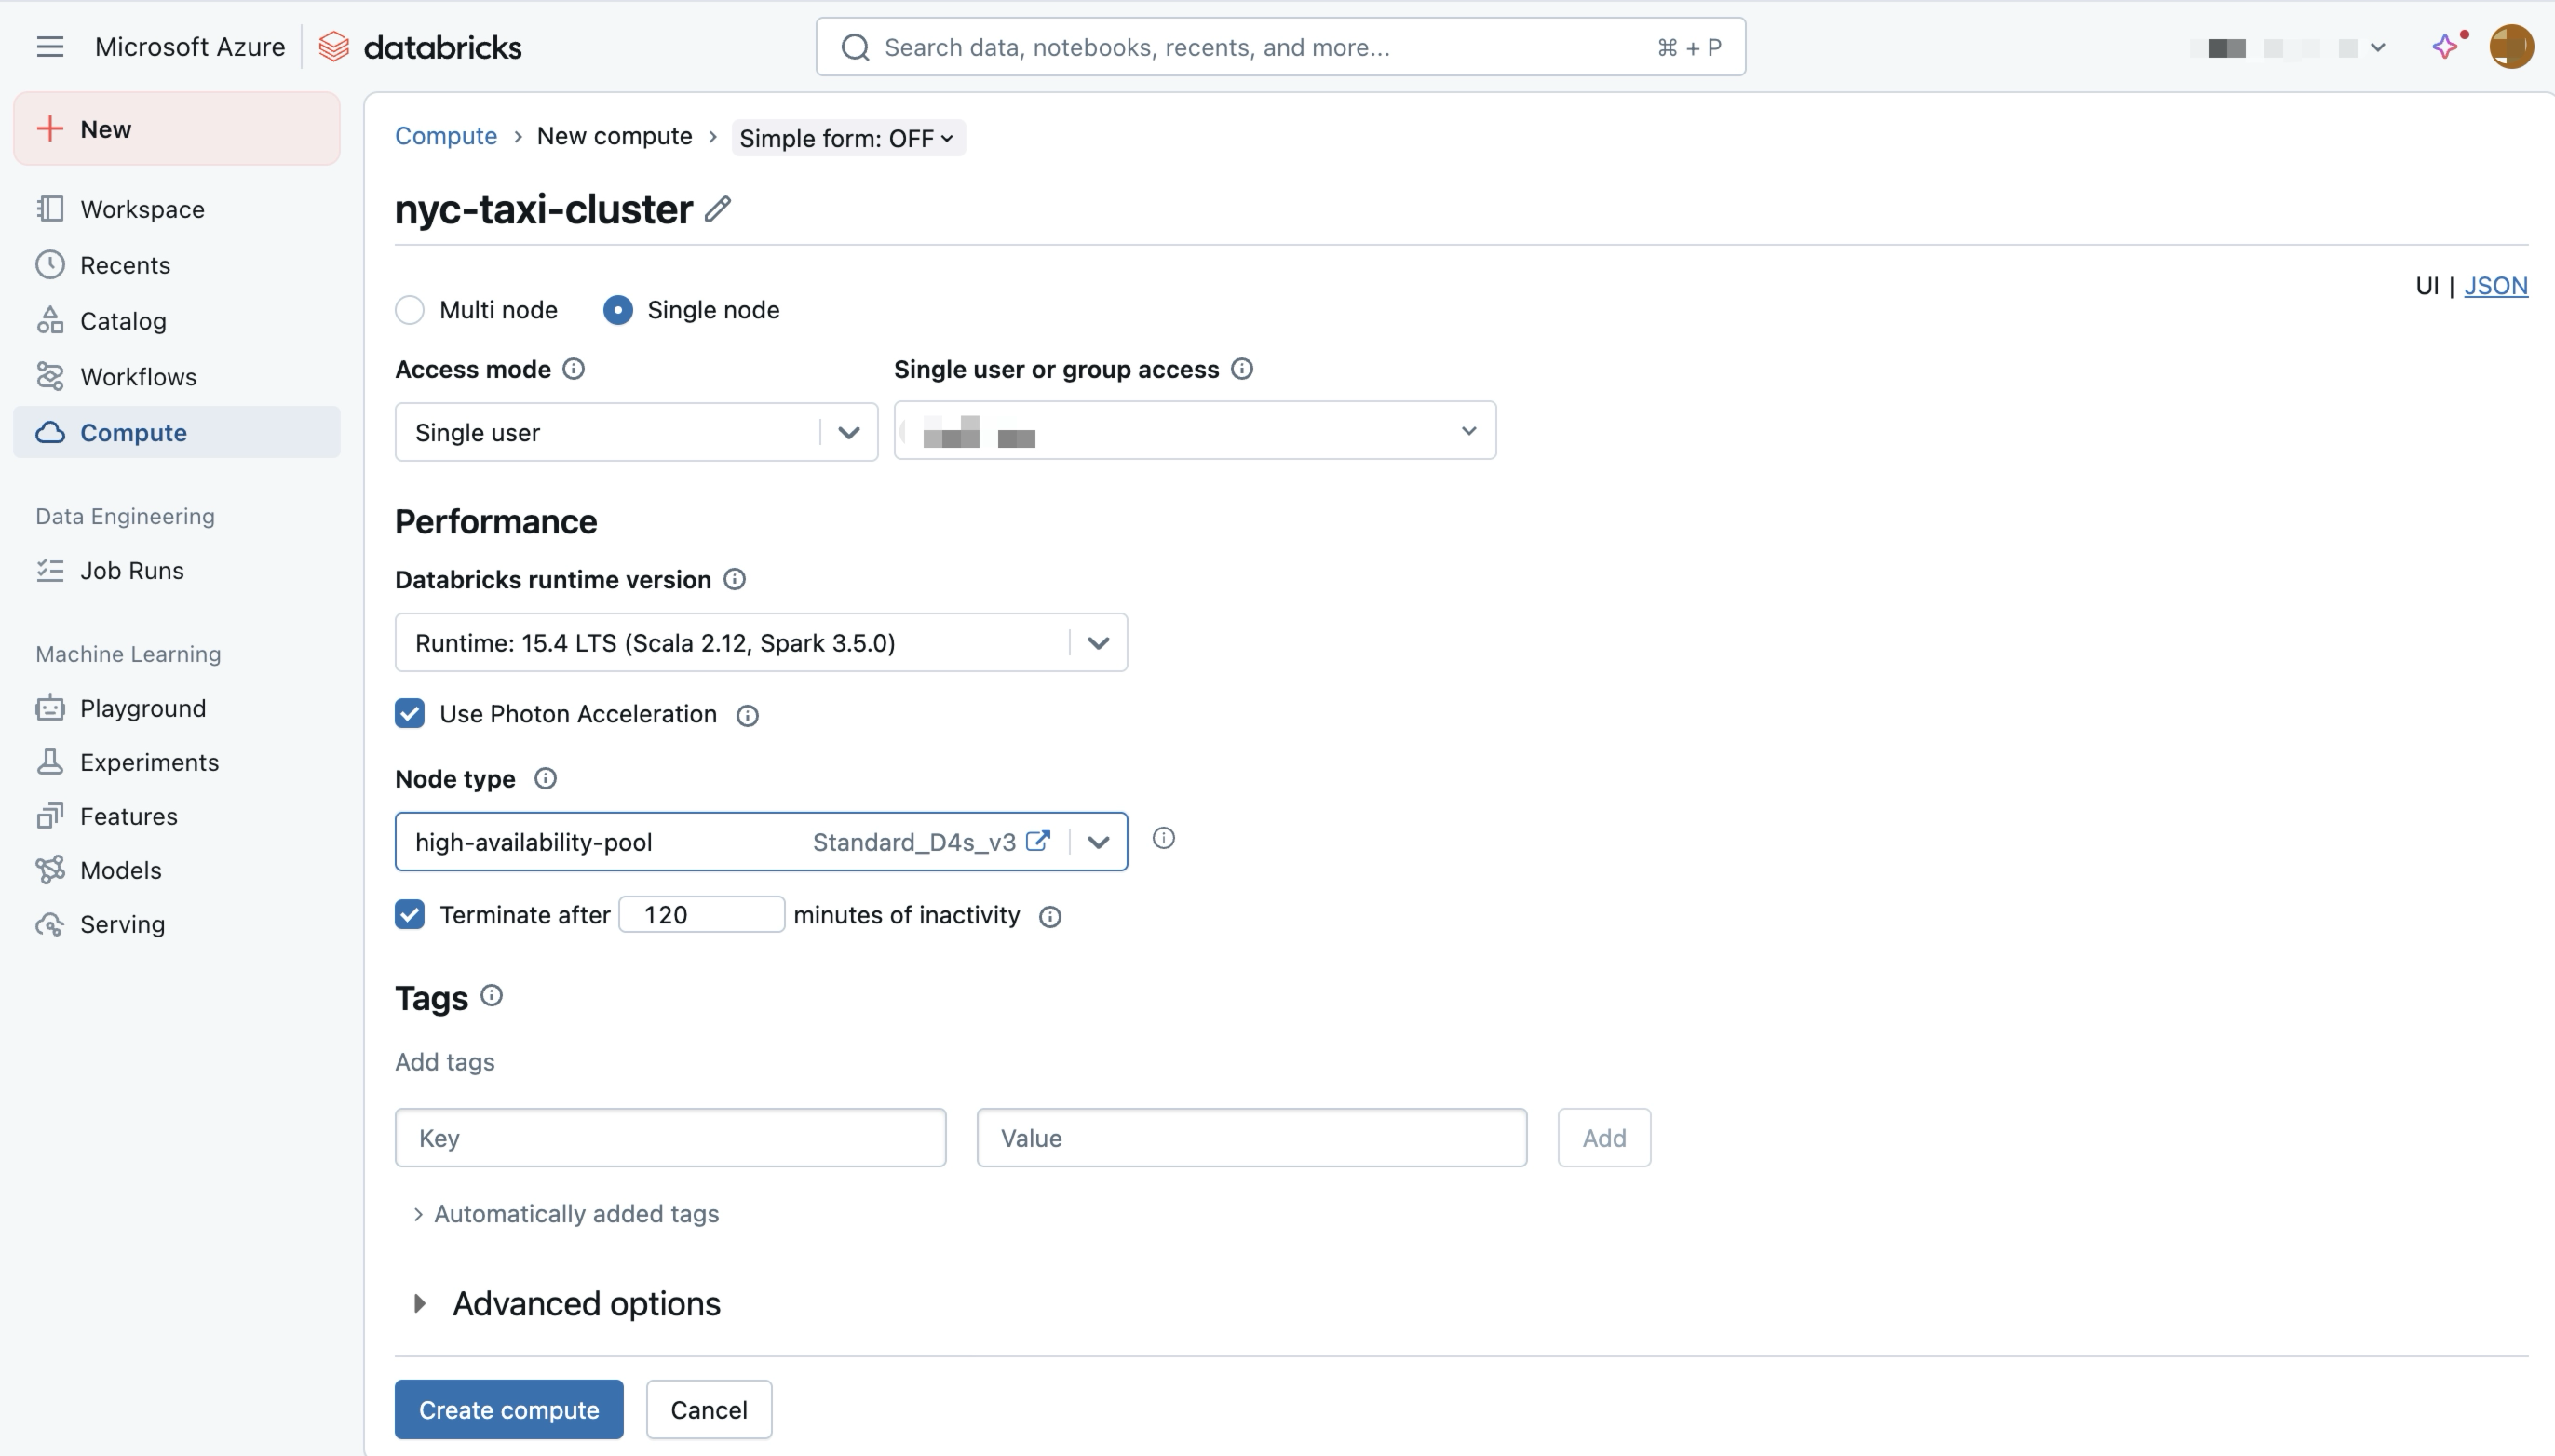 Microsoft Azure databricks
Search data, notebooks, recents, and more... ⌘ + P
New
Workspace
Recents
Catalog
Workflows
Compute
Data Engineering
Job Runs
Machine Learning
Playground
Experiments
Features
Models
Serving
Compute › New compute › Simple form: OFF
nyc-taxi-cluster
UI | JSON
Multi node Single node
Access mode Single user or group access
Single user
Performance
Databricks runtime version
Runtime: 15.4 LTS (Scala 2.12, Spark 3.5.0)
Use Photon Acceleration
Node type
high-availability-pool Standard_D4s_v3
Terminate after 120 minutes of inactivity
Tags
Add tags
Key Value Add
Automatically added tags
Advanced options
Create compute Cancel